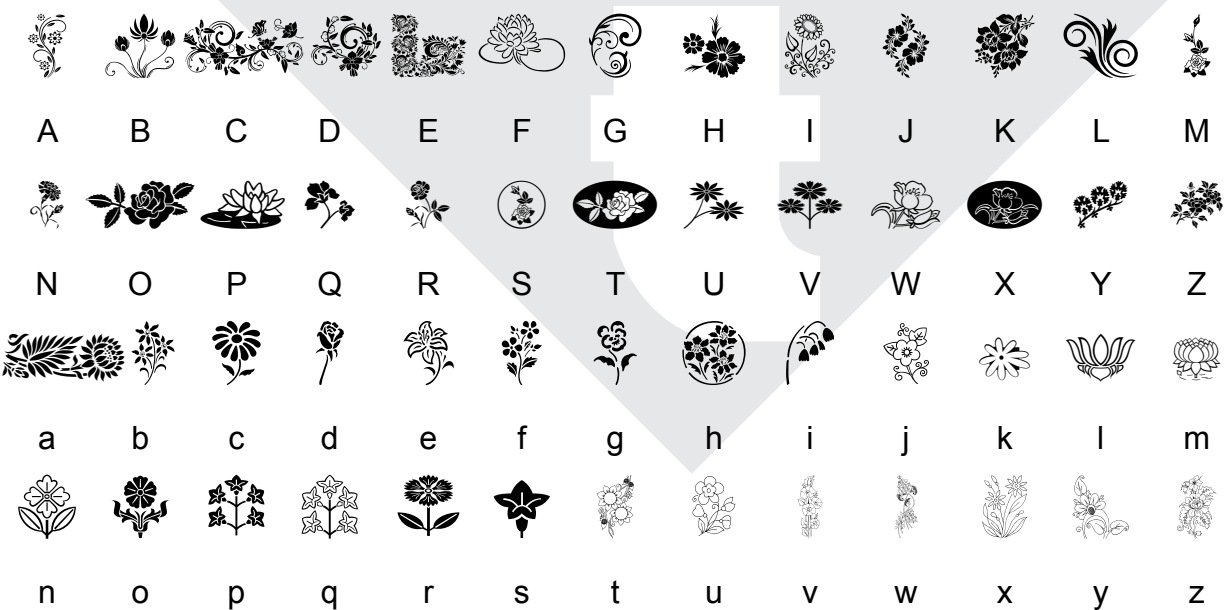 A B C D E F G H I J K L M
N O P Q R S T U V W X Y Z
a b c d e f g h i j k l m
n o p q r s t u v w x y z